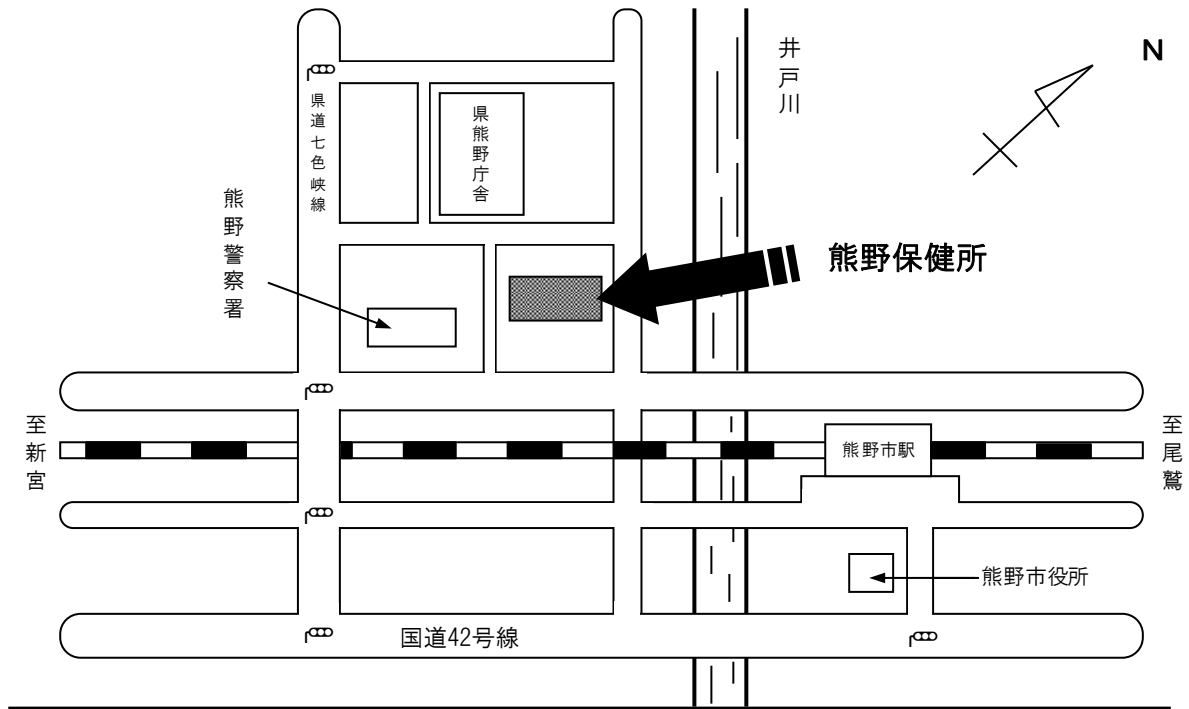 井戸川
N
県道七色峡線
県熊野庁舎
熊野警察署
熊野保健所
至新宮
熊野市駅
至尾鷲
熊野市役所
国道42号線